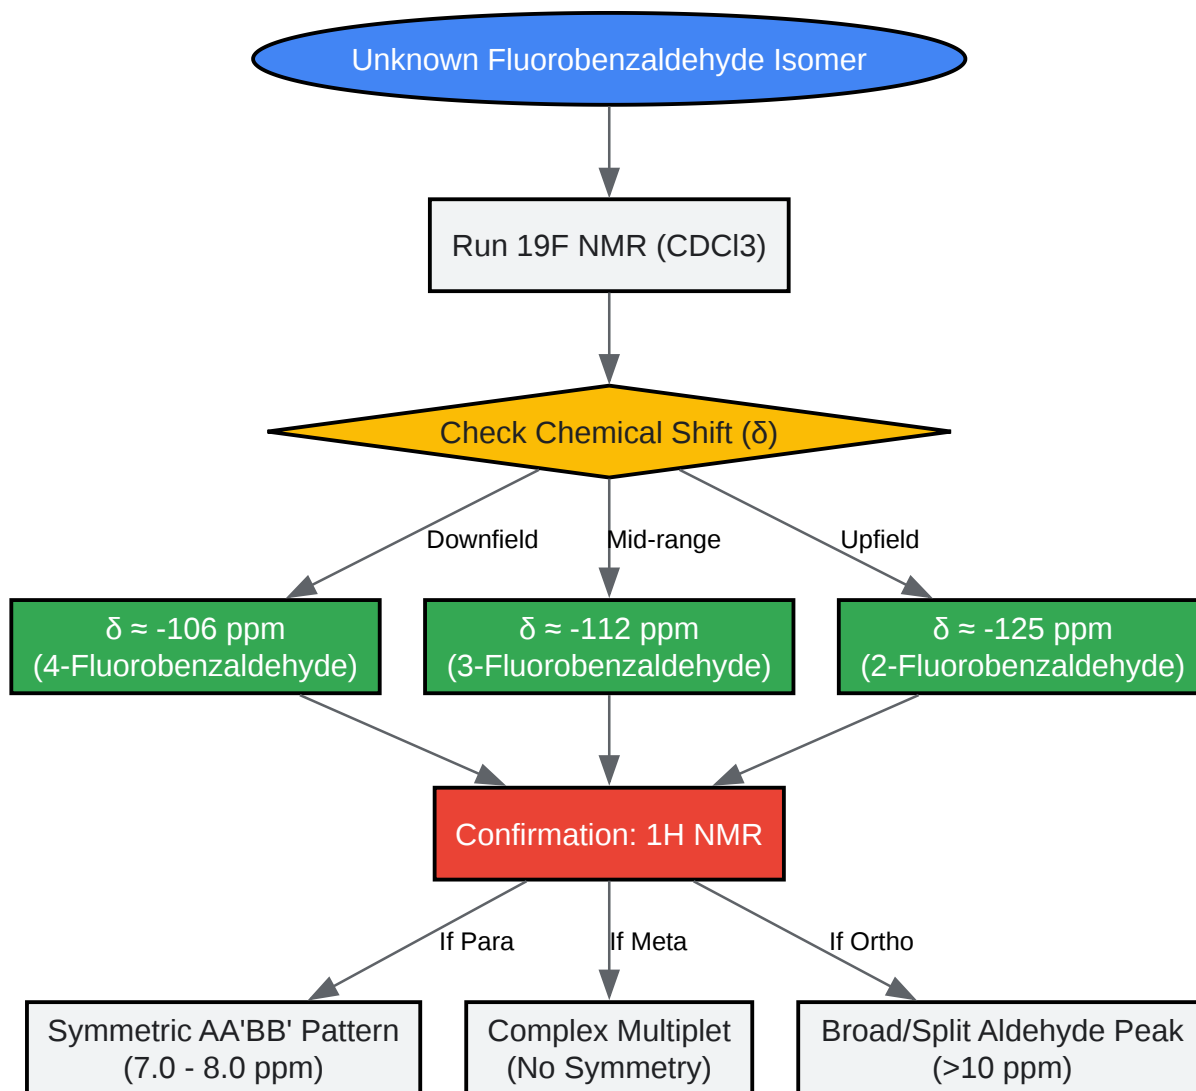 Unknown Fluorobenzaldehyde Isomer
Run 19F NMR (CDCl3)
Check Chemical Shift (δ)
Downfield
Mid-range
Upfield
δ ≈ -106 ppm
(4-Fluorobenzaldehyde)
δ ≈ -112 ppm
(3-Fluorobenzaldehyde)
δ ≈ -125 ppm
(2-Fluorobenzaldehyde)
Confirmation: 1H NMR
If Para
If Meta
If Ortho
Symmetric AA'BB' Pattern
(7.0 - 8.0 ppm)
Complex Multiplet
(No Symmetry)
Broad/Split Aldehyde Peak
(>10 ppm)